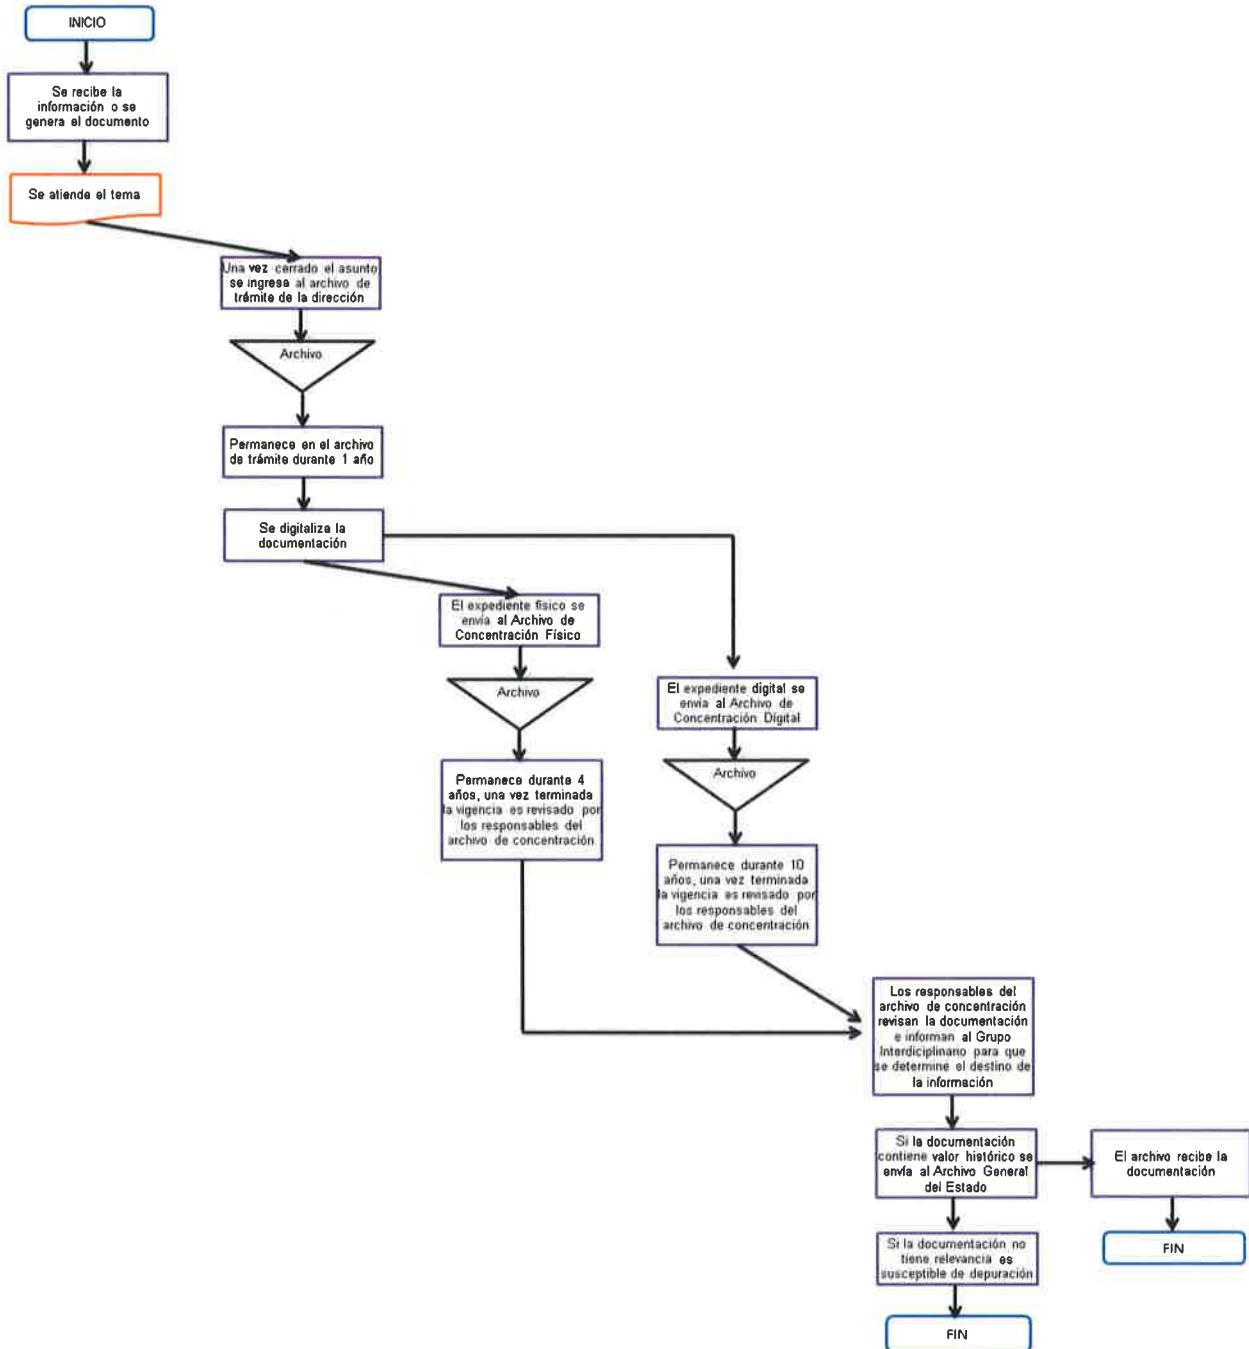 INICIO
Se recibe la
información o se
genera el documento
Se atiende el tema
Una vez cerrado el asunto
se ingresa al archivo de
trámite de la dirección
Archivo
Permanece en el archivo
de trámite durante 1 año
Se digitaliza la
documentación
El expediente físico se
envía al Archivo de
Concentración Físico
Archivo
El expediente digital se
envía al Archivo de
Concentración Digital
Archivo
Permanece durante 4
años, una vez terminada
la vigencia es revisado por
los responsables del
archivo de concentración
Permanece durante 10
años, una vez terminada
la vigencia es revisado por
los responsables del
archivo de concentración
Los responsables del
archivo de concentración
revisan la documentación
e informan al Grupo
Interdiciplinario para que
se determine el destino de
la información
Si la documentación
contiene valor histórico se
envía al Archivo General
del Estado
El archivo recibe la
documentación
FIN
Si la documentación no
tiene relevancia es
susceptible de depuración
FIN